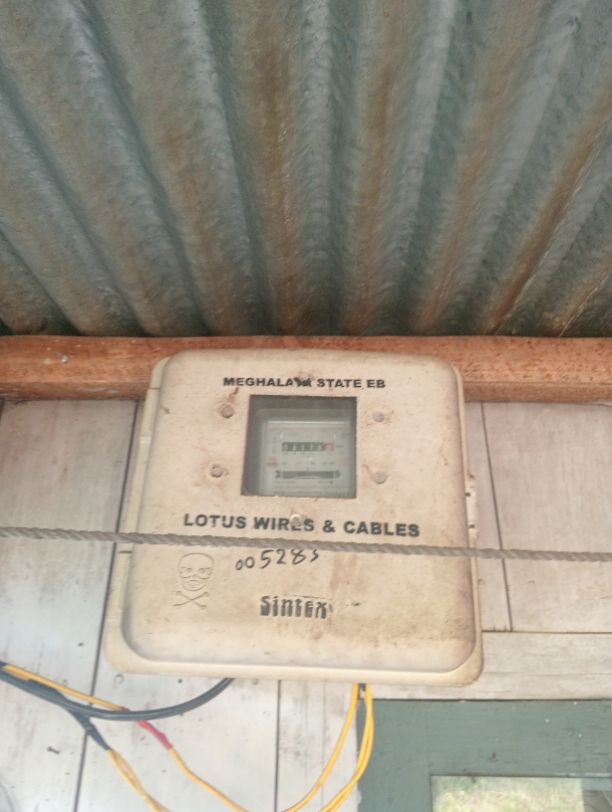 MEGHALAYA STATE EB
LOTUS WIRES & CABLES
005283
Sintex